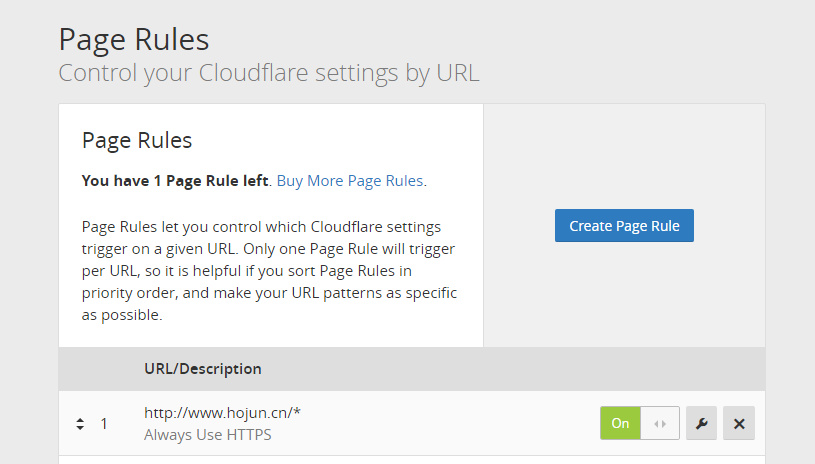 Page Rules
Control your Cloudflare settings by URL
Page Rules
You have 1 Page Rule left. Buy More Page Rules.
Page Rules let you control which Cloudflare settings
trigger on a given URL. Only one Page Rule will trigger
per URL, so it is helpful if you sort Page Rules in
priority order, and make your URL patterns as specific
as possible.
Create Page Rule
URL/Description
1
http://www.hojun.cn/*
Always Use HTTPS
On